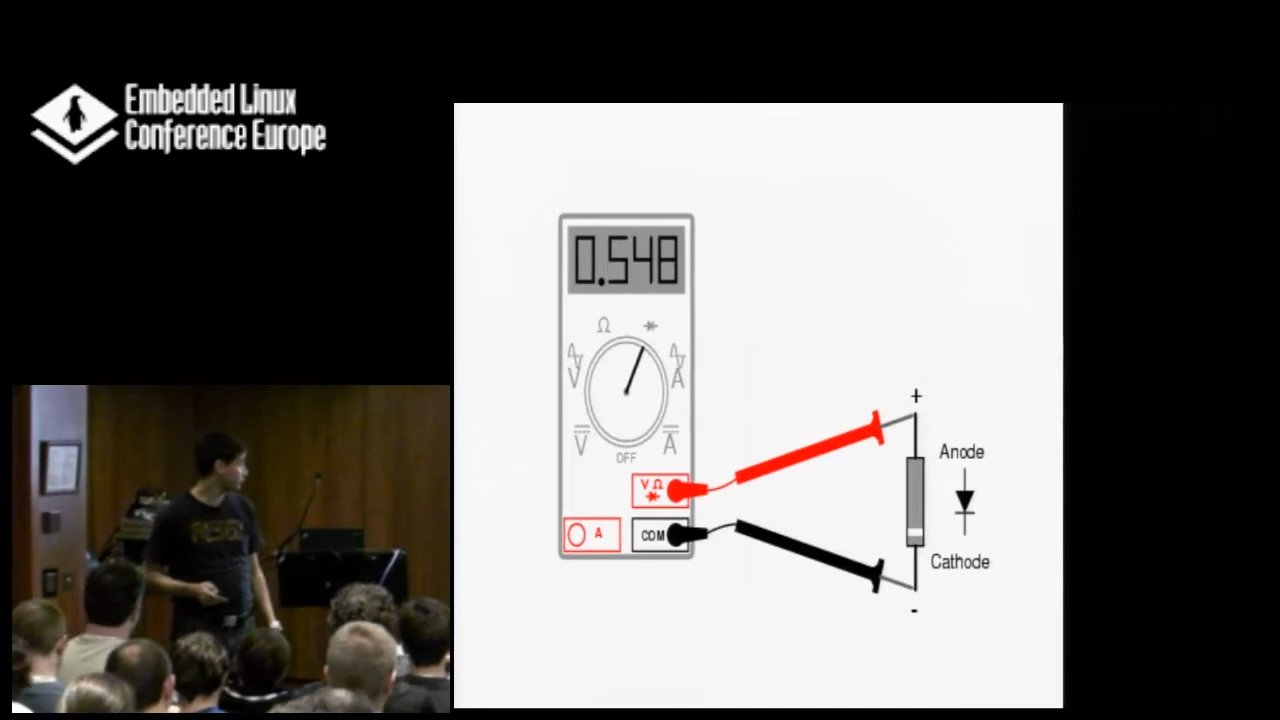 Embedded Linux
Conference Europe
0.548
Ω
V
A
V
A
OFF
V Ω
A
COM
+
Anode
Cathode
-